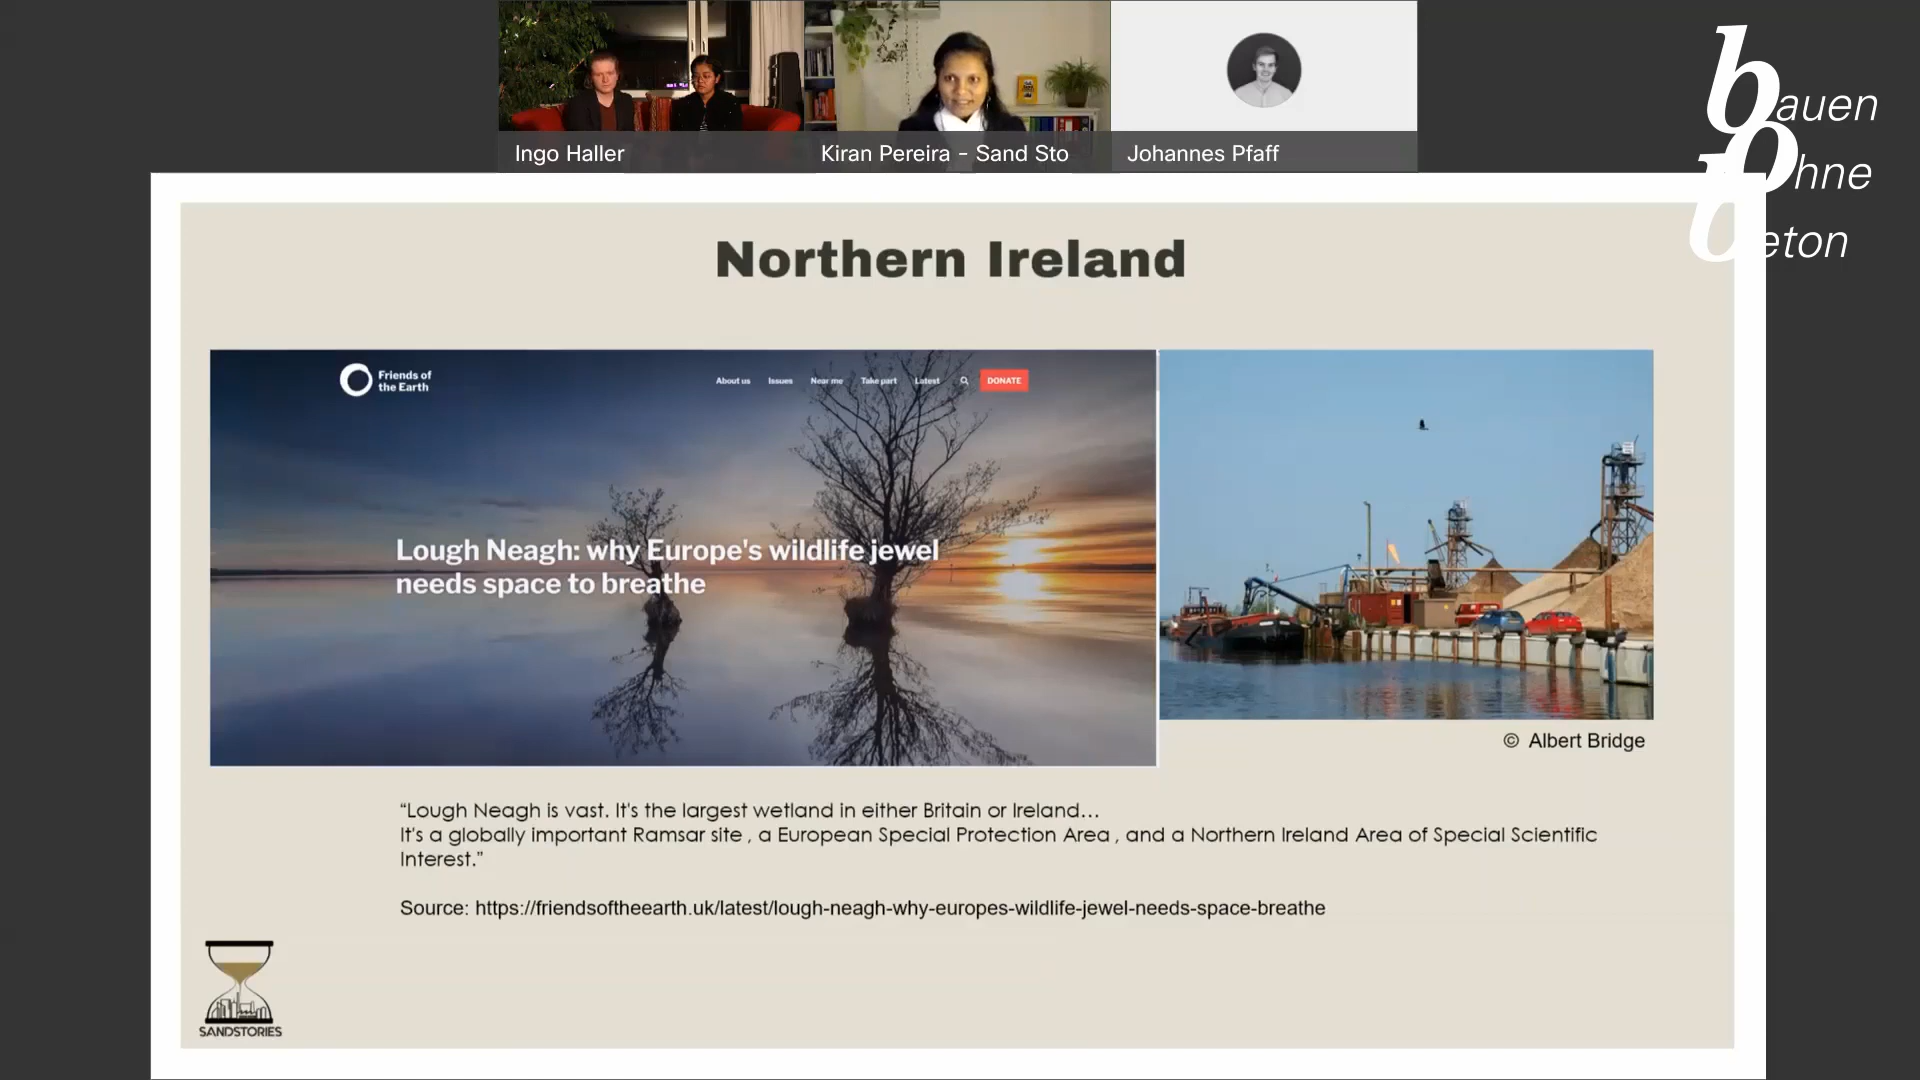 Ingo Haller
Kiran Pereira - Sand Sto
Johannes Pfaff
bauen
ohne
beton
Northern Ireland
Friends of
the Earth
About us Issues Near me Take part Latest DONATE
Lough Neagh: why Europe's wildlife jewel
needs space to breathe
© Albert Bridge
“Lough Neagh is vast. It's the largest wetland in either Britain or Ireland...
It's a globally important Ramsar site , a European Special Protection Area , and a Northern Ireland Area of Special Scientific
Interest.”
Source: https://friendsoftheearth.uk/latest/lough-neagh-why-europes-wildlife-jewel-needs-space-breathe
SANDSTORIES